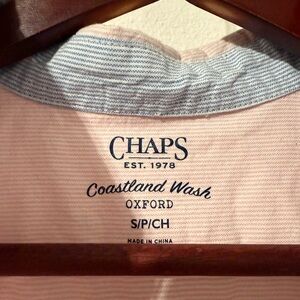 CHAPS
EST. 1978
Coastland Wash
OXFORD
S/P/CH
MADE IN CHINA